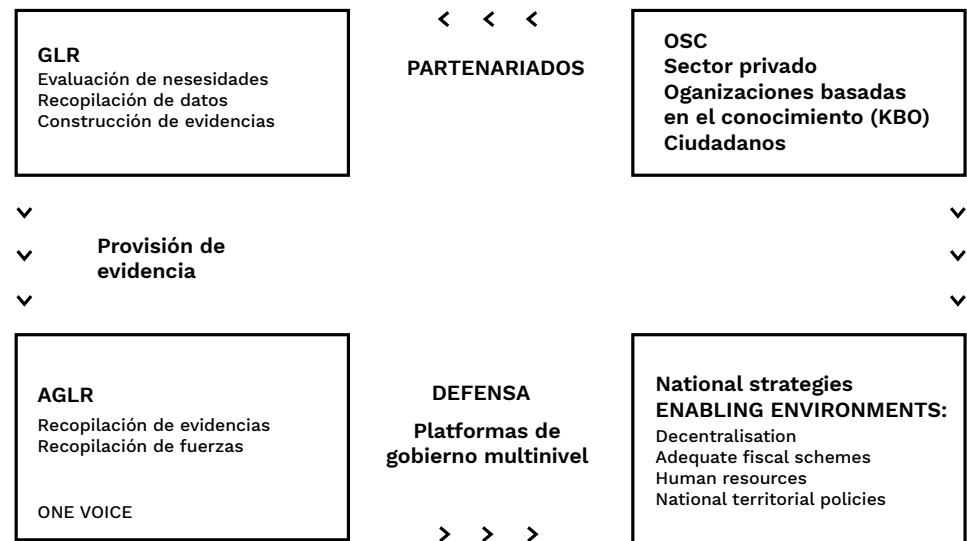 GLR
Evaluación de nesesidades
Recopilación de datos
Construcción de evidencias
PARTENARIADOS
OSC
Sector privado
Oganizaciones basadas
en el conocimiento (KBO)
Ciudadanos
Provisión de
evidencia
AGLR
Recopilación de evidencias
Recopilación de fuerzas
ONE VOICE
DEFENSA
Platformas de
gobierno multinivel
National strategies
ENABLING ENVIRONMENTS:
Decentralisation
Adequate fiscal schemes
Human resources
National territorial policies